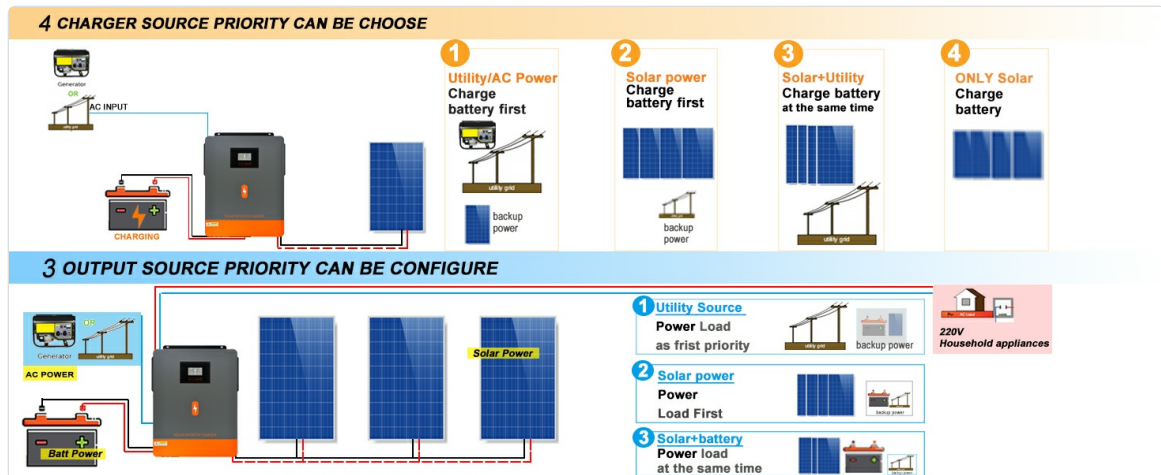 4 CHARGER SOURCE PRIORITY CAN BE CHOOSE
Generator
OR
AC INPUT
utility grid
CHARGING
1
Utility/AC Power
Charge
battery first
utility grid
backup
power
2
Solar power
Charge
battery first
backup
power
3
Solar+Utility
Charge battery
at the same time
utility grid
4
ONLY Solar
Charge
battery
3 OUTPUT SOURCE PRIORITY CAN BE CONFIGURE
OR
Generator
utility grid
AC POWER
Batt Power
Solar Power
1
Utility Source
Power Load
as frist priority
utility grid
backup power
2
Solar power
Power
Load First
backup power
3
Solar+battery
Power load
at the same time
AC Load
220V
Household appliances